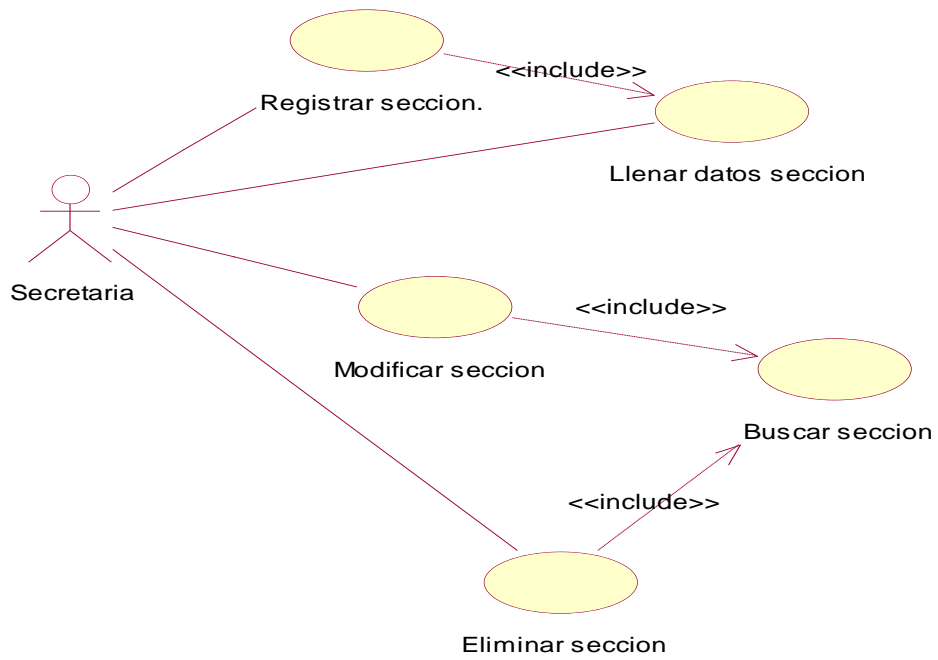 <<include>>
Registrar seccion.
Llenar datos seccion
Secretaria
<<include>>
Modificar seccion
Buscar seccion
<<include>>
Eliminar seccion